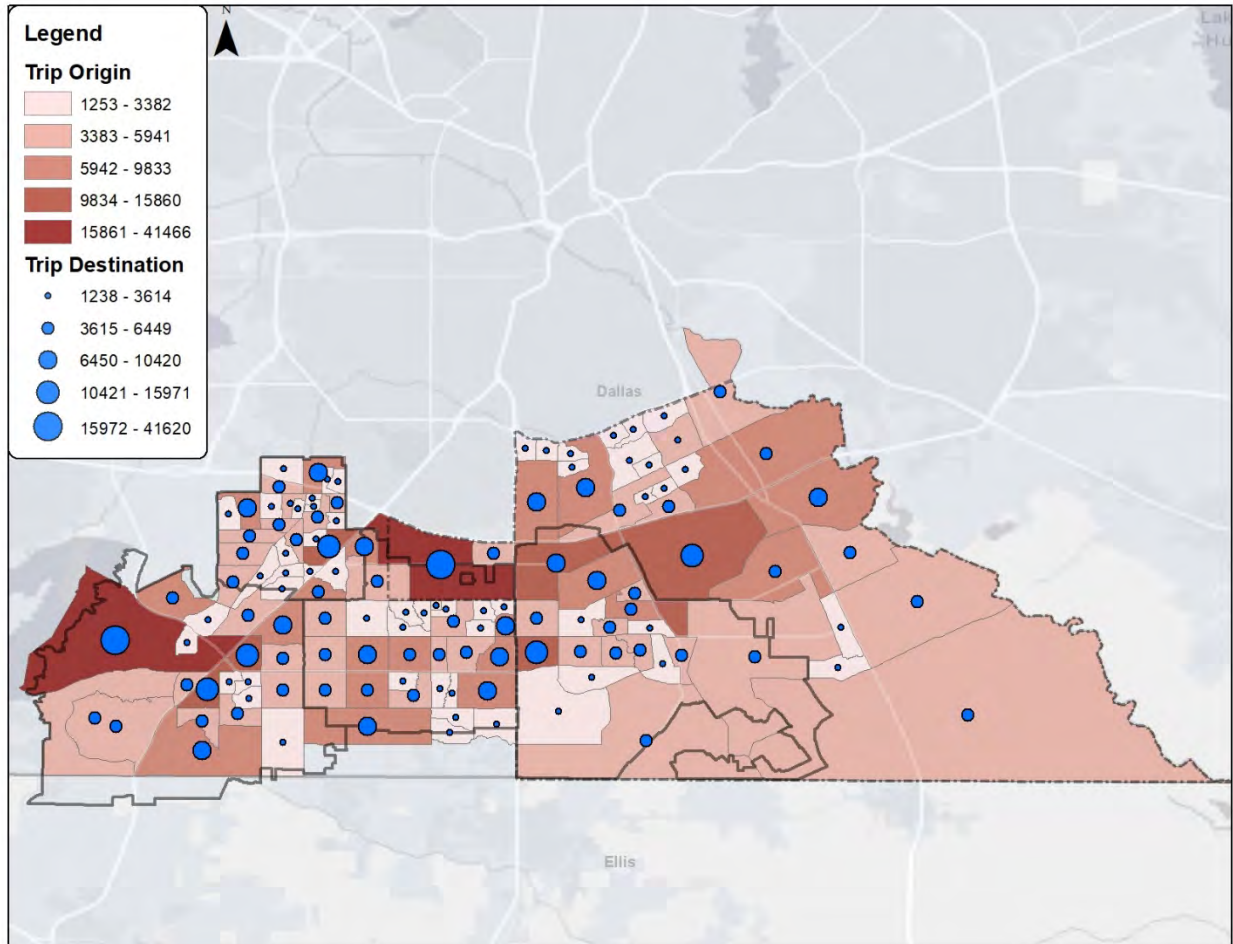 N
Legend
Trip Origin
1253 - 3382
3383 - 5941
5942 - 9833
9834 - 15860
15861 - 41466
Trip Destination
1238 - 3614
3615 - 6449
6450 - 10420
10421 - 15971
15972 - 41620
Dallas
Ellis